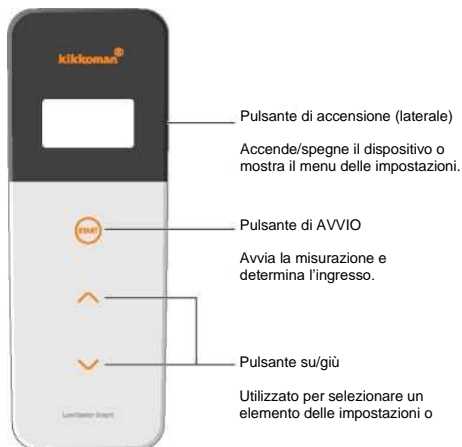 kikkoman
Pulsante di accensione (laterale)
Accende/spegne il dispositivo o
mostra il menu delle impostazioni.
START
Pulsante di AVVIO
Avvia la misurazione e
determina l'ingresso.
Pulsante su/giù
Utilizzato per selezionare un
elemento delle impostazioni o
Lumitester Smart